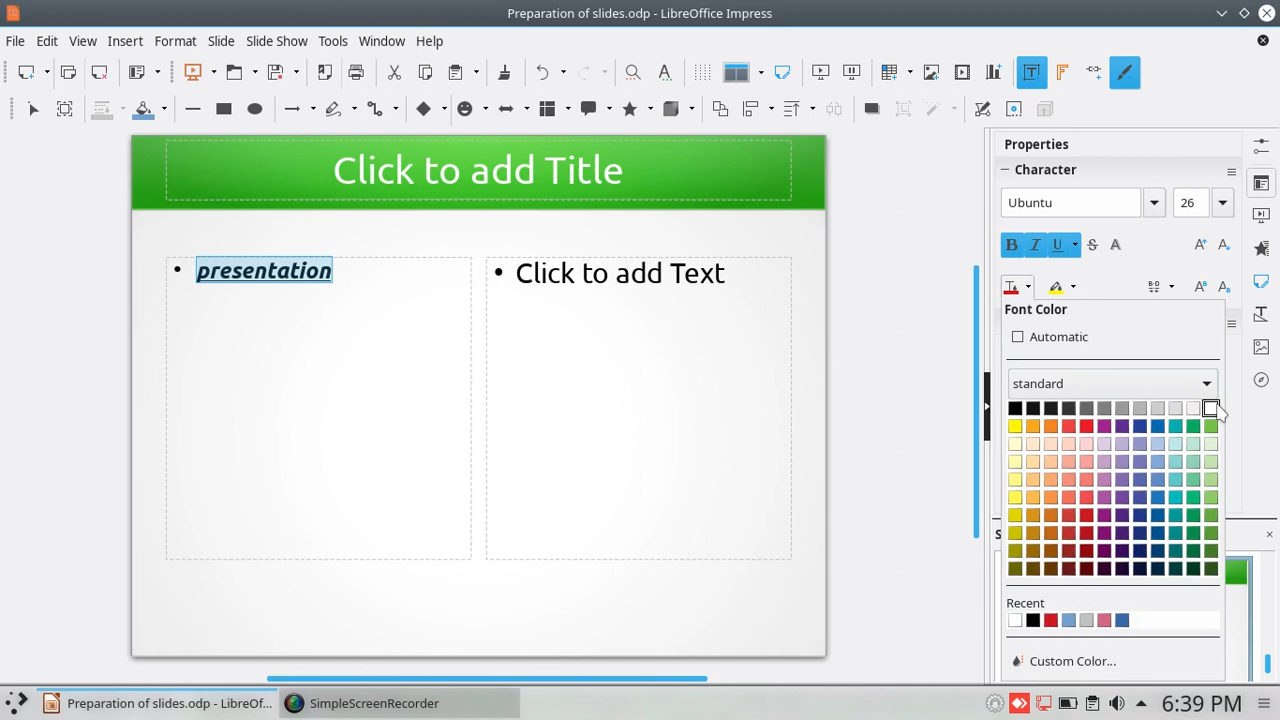 Preparation of slides.odp - LibreOffice Impress
File Edit View Insert Format Slide Slide Show Tools Window Help
Click to add Title
• presentation
• Click to add Text
Properties
Character
Ubuntu 26
Font Color
Automatic
standard
Recent
Custom Color...
Preparation of slides.odp - LibreOf...
SimpleScreenRecorder
6:39 PM